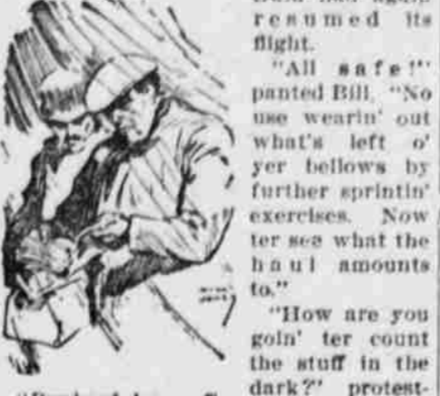 resumed its
flight.
"All safe!"
panted Bill. "No
use wearin' out
what's left o'
yer bellows by
further sprintin'
exercises. Now
ter see what the
haul amounts
to."
"How are you
goin' ter count
the stuff in the
dark?' protest-